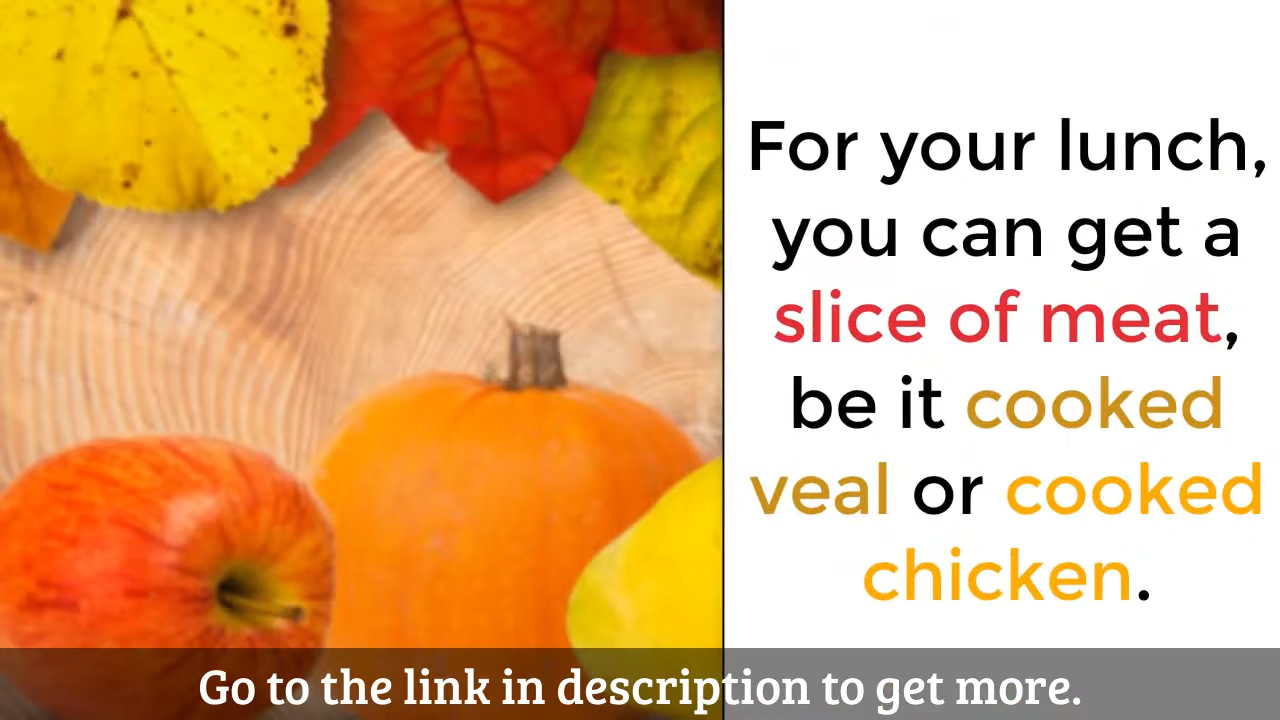 For your lunch,
you can get a
slice of meat,
be it cooked
veal or cooked
chicken.
Go to the link in description to get more.